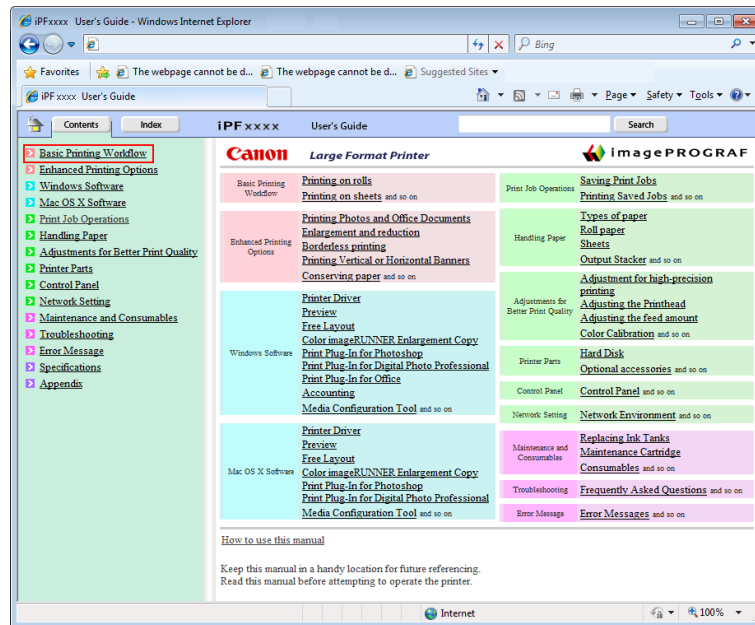 iPFxxxx User's Guide - Windows Internet Explorer
Bing
Favorites
The webpage cannot be d...
The webpage cannot be d...
Suggested Sites
iPF xxxx User's Guide
Page
Safety
Tools
Contents
Index
iPF xxxx
User's Guide
Search
Basic Printing Workflow
Enhanced Printing Options
Windows Software
Mac OS X Software
Print Job Operations
Handling Paper
Adjustments for Better Print Quality
Printer Parts
Control Panel
Network Setting
Maintenance and Consumables
Troubleshooting
Error Message
Specifications
Appendix
Canon Large Format Printer
imagePROGRAF
Basic Printing
Workflow
Printing on rolls
Printing on sheets and so on
Enhanced Printing
Options
Printing Photos and Office Documents
Enlargement and reduction
Borderless printing
Printing Vertical or Horizontal Banners
Conserving paper and so on
Windows Software
Printer Driver
Preview
Free Layout
Color imageRUNNER Enlargement Copy
Print Plug-In for Photoshop
Print Plug-In for Digital Photo Professional
Print Plug-In for Office
Accounting
Media Configuration Tool and so on
Mac OS X Software
Printer Driver
Preview
Free Layout
Color imageRUNNER Enlargement Copy
Print Plug-In for Photoshop
Print Plug-In for Digital Photo Professional
Media Configuration Tool and so on
Print Job Operations
Saving Print Jobs
Printing Saved Jobs and so on
Handling Paper
Types of paper
Roll paper
Sheets
Output Stacker and so on
Adjustments for
Better Print Quality
Adjustment for high-precision
printing
Adjusting the Printhead
Adjusting the feed amount
Color Calibration and so on
Printer Parts
Hard Disk
Optional accessories and so on
Control Panel
Control Panel and so on
Network Setting
Network Environment and so on
Maintenance and
Consumables
Replacing Ink Tanks
Maintenance Cartridge
Consumables and so on
Troubleshooting
Frequently Asked Questions and so on
Error Message
Error Messages and so on
How to use this manual
Keep this manual in a handy location for future referencing.
Read this manual before attempting to operate the printer.
Internet
100%